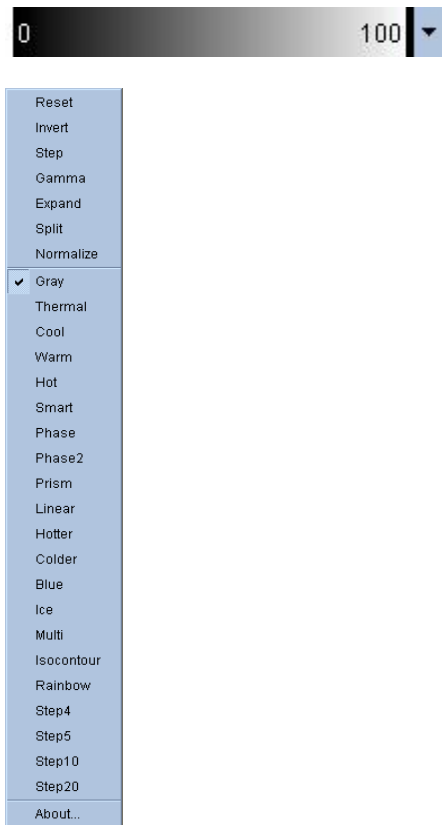 0 100
Reset
Invert
Step
Gamma
Expand
Split
Normalize
Gray
Thermal
Cool
Warm
Hot
Smart
Phase
Phase2
Prism
Linear
Hotter
Colder
Blue
Ice
Multi
Isocontour
Rainbow
Step4
Step5
Step10
Step20
About...